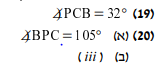 (19) ∢PCB = 32°
(20) (א) ∢BPC = 105°
(ב) (iii)